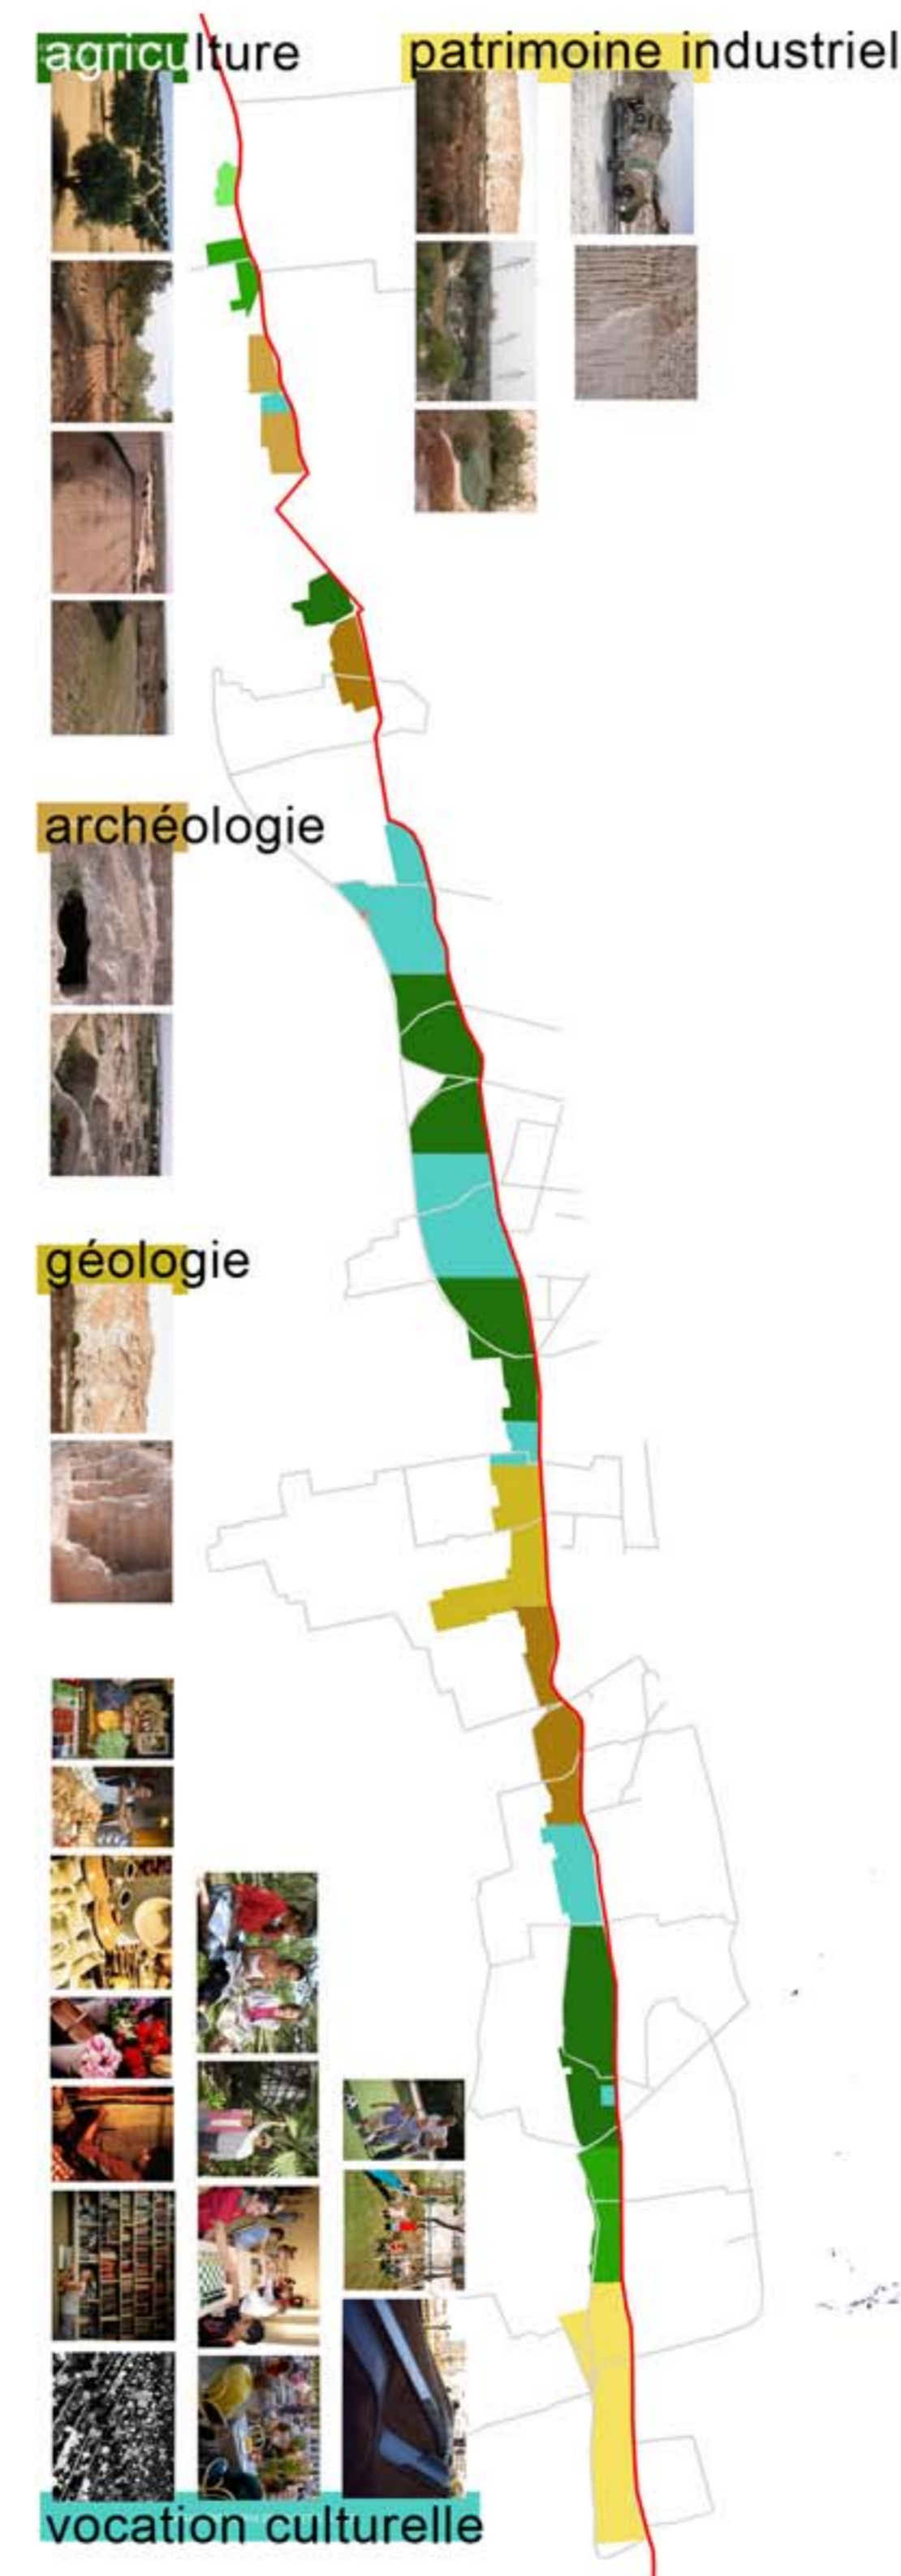 agriculture
patrimoine industriel
archéologie
géologie
vocation culturelle